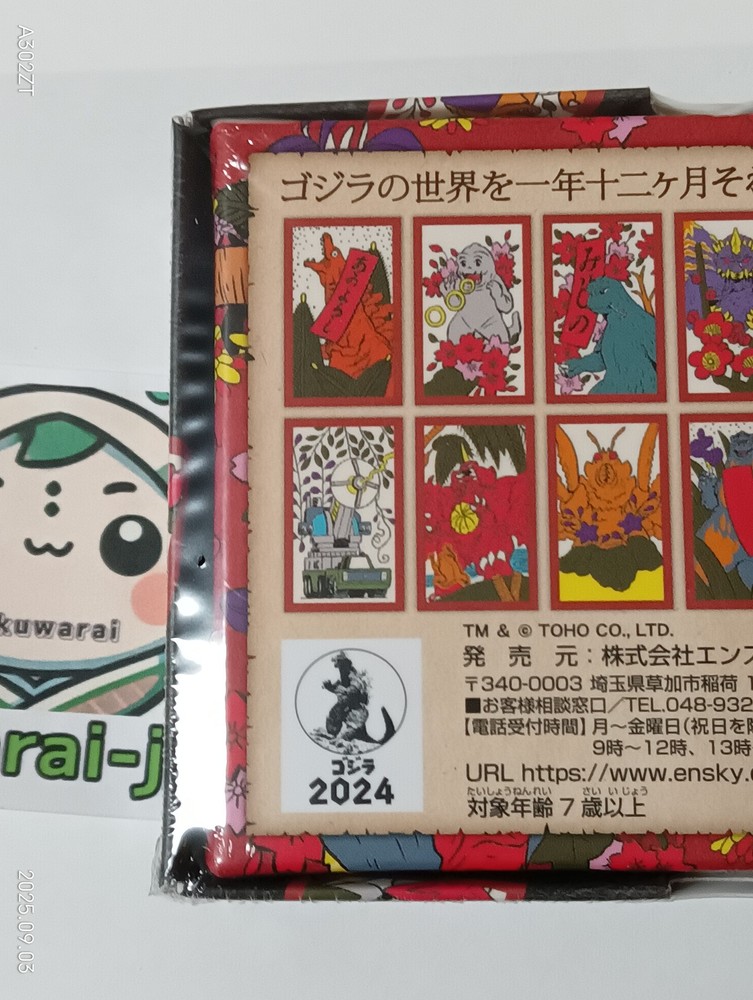 A302ZT
ゴジラの世界を一年十二ヶ月それ
あのよろし
みじの
kuwarai
arai-j
TM & © TOHO CO., LTD.
発 売 元：株式会社エンス
〒340-0003 埼玉県草加市稲荷 1
■お客様相談窓口／TEL.048-932
【電話受付時間】月〜金曜日（祝日を除
9時〜12時、13時
URL https://www.ensky.c
たいしょうねんれい さい いじょう
対象年齢 7 歳以上
ゴジラ
2024
2025.09.03